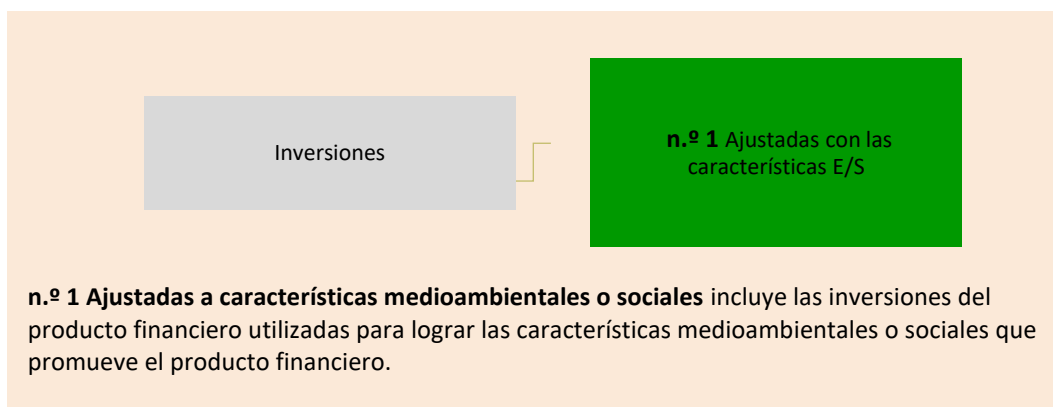 Inversiones
n.º 1 Ajustadas con las
características E/S
n.º 1 Ajustadas a características medioambientales o sociales incluye las inversiones del
producto financiero utilizadas para lograr las características medioambientales o sociales que
promueve el producto financiero.